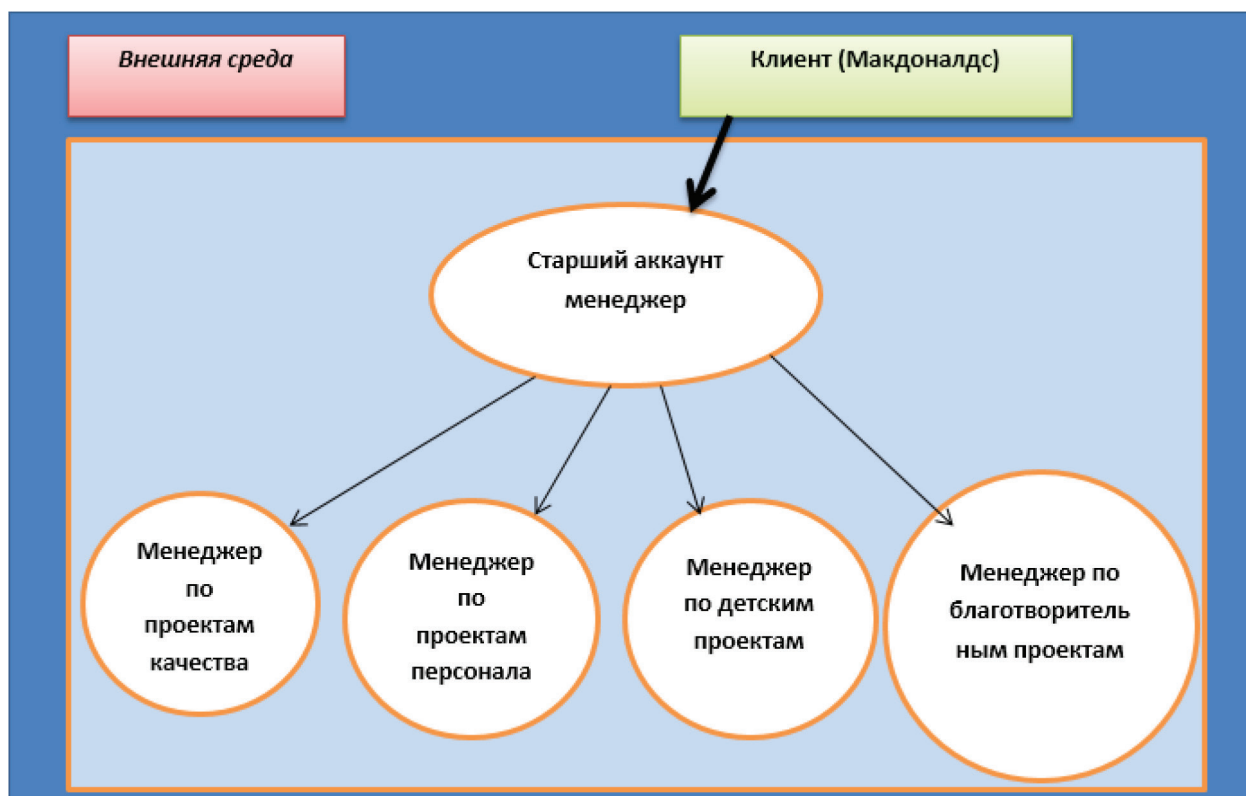 Внешняя среда
Клиент (Макдоналдс)
Старший аккаунт
менеджер
Менеджер
по
проектам
качества
Менеджер
по
проектам
персонала
Менеджер
по детским
проектам
Менеджер по
благотворитель
ным проектам